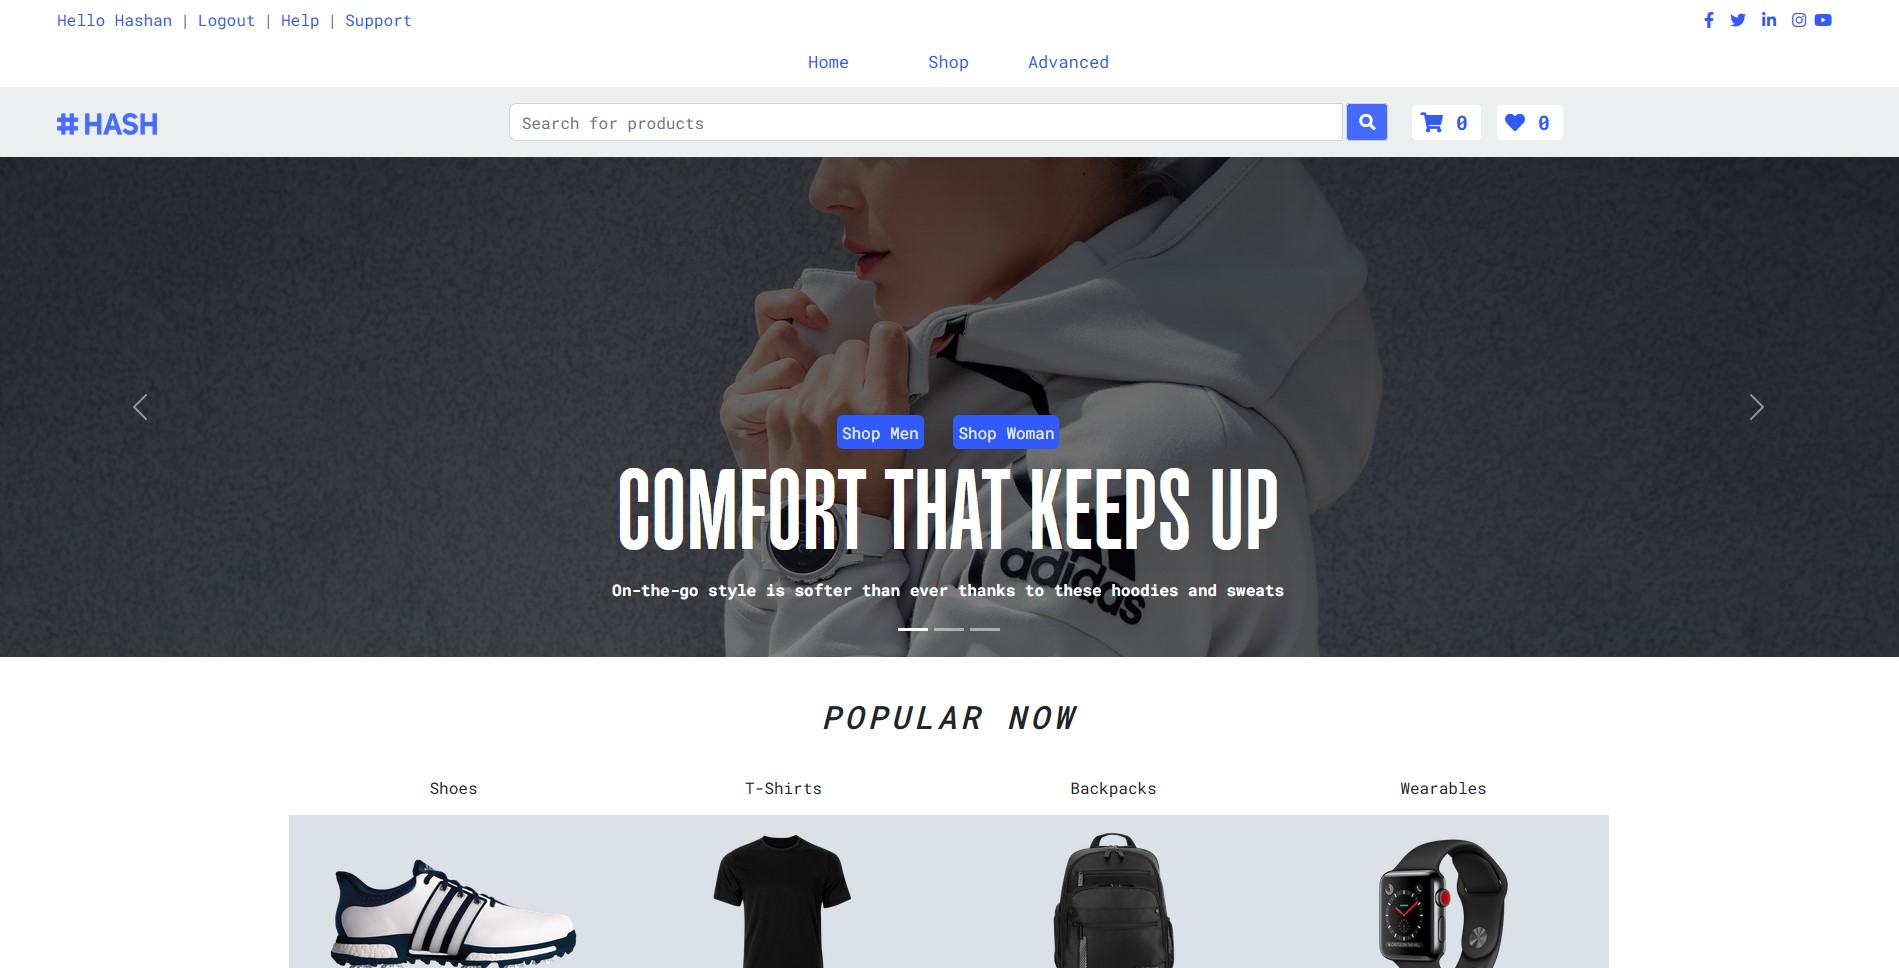 Hello Hashan | Logout | Help | Support
Home Shop Advanced
#HASH
Search for products
0
0
Shop Men
Shop Woman
COMFORT THAT KEEPS UP
adidas
On-the-go style is softer than ever thanks to these hoodies and sweats
POPULAR NOW
Shoes
T-Shirts
Backpacks
Wearables